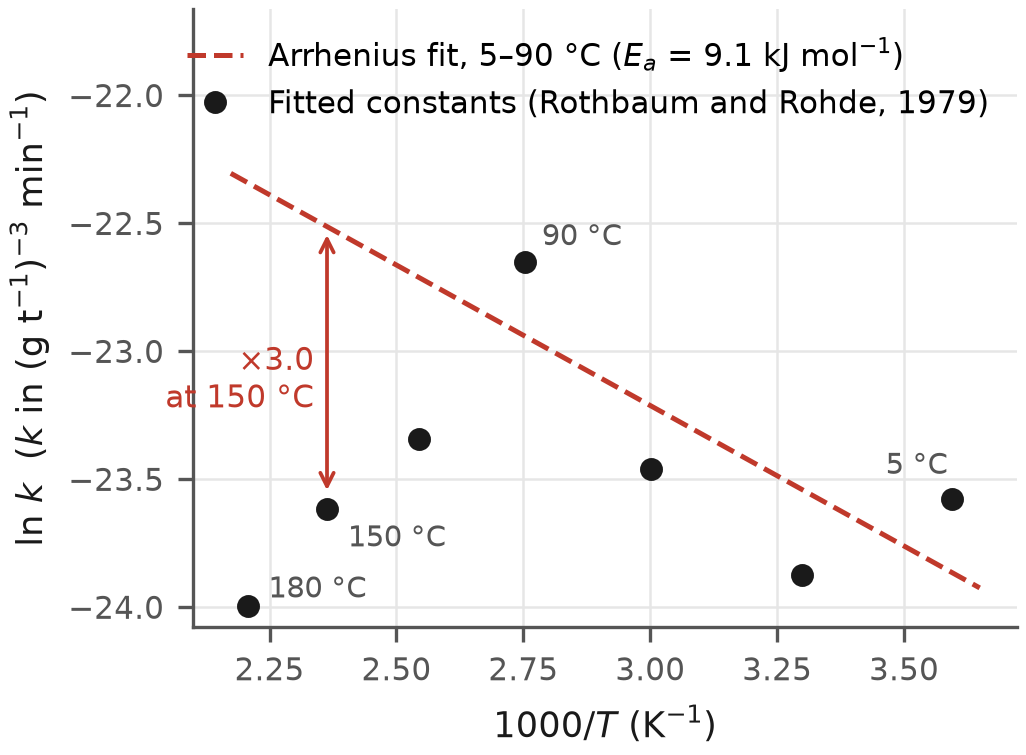 Arrhenius fit, 5–90 °C (Eₐ = 9.1 kJ mol⁻¹)
Fitted constants (Rothbaum and Rohde, 1979)
ln k (k in (g t⁻¹)⁻³ min⁻¹)
−22.0
−22.5
−23.0
−23.5
−24.0
90 °C
×3.0
at 150 °C
5 °C
150 °C
180 °C
2.25 2.50 2.75 3.00 3.25 3.50
1000/T (K⁻¹)